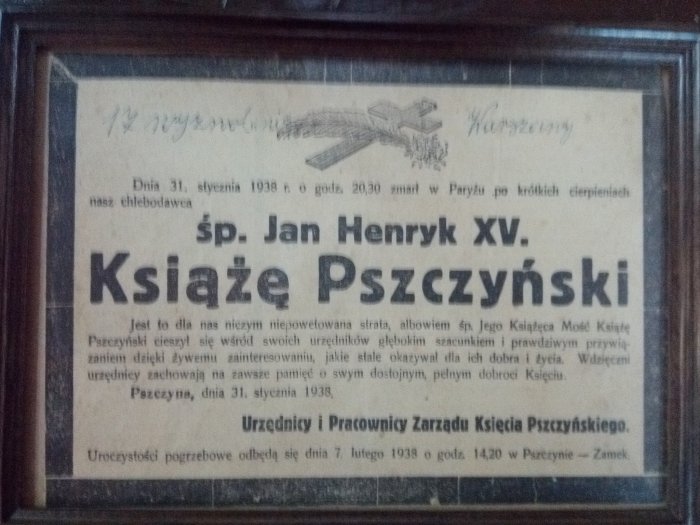 17 wyzwolenie Warszawy
Dnia 31. stycznia 1938 r. o godz. 20,30 zmarł w Paryżu po krótkich cierpieniach
nasz chlebodawca
śp. Jan Henryk XV.
Książę Pszczyński
Jest to dla nas niczym niepowetowana strata, albowiem śp. Jego Książęca Mość Książę
Pszczyński cieszył się wśród swoich urzędników głębokim szacunkiem i prawdziwym przywią-
zaniem dzięki żywemu zainteresowaniu, jakie stale okazywał dla ich dobra i życia. Wdzięczni
urzędnicy zachowają na zawsze pamięć o swym dostojnym, pełnym dobroci Księciu.
Pszczyna, dnia 31. stycznia 1938.
Urzędnicy i Pracownicy Zarządu Księcia Pszczyńskiego.
Uroczystości pogrzebowe odbędą się dnia 7. lutego 1938 o godz. 14,20 w Pszczynie — Zamek.